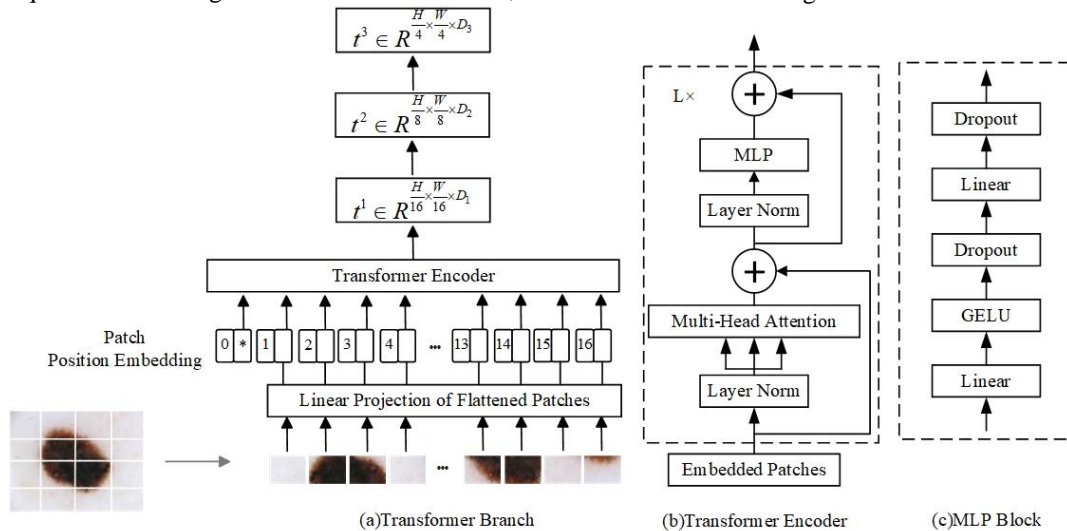 t³ ∈ R^{H/4 × W/4 × D₃}
t² ∈ R^{H/8 × W/8 × D₂}
t¹ ∈ R^{H/16 × W/16 × D₁}
Transformer Encoder
Patch
Position Embedding
0 * 1 2 3 4 ... 13 14 15 16
Linear Projection of Flattened Patches
...
(a)Transformer Branch
L×
+
MLP
Layer Norm
+
Multi-Head Attention
Layer Norm
Embedded Patches
(b)Transformer Encoder
Dropout
Linear
Dropout
GELU
Linear
(c)MLP Block